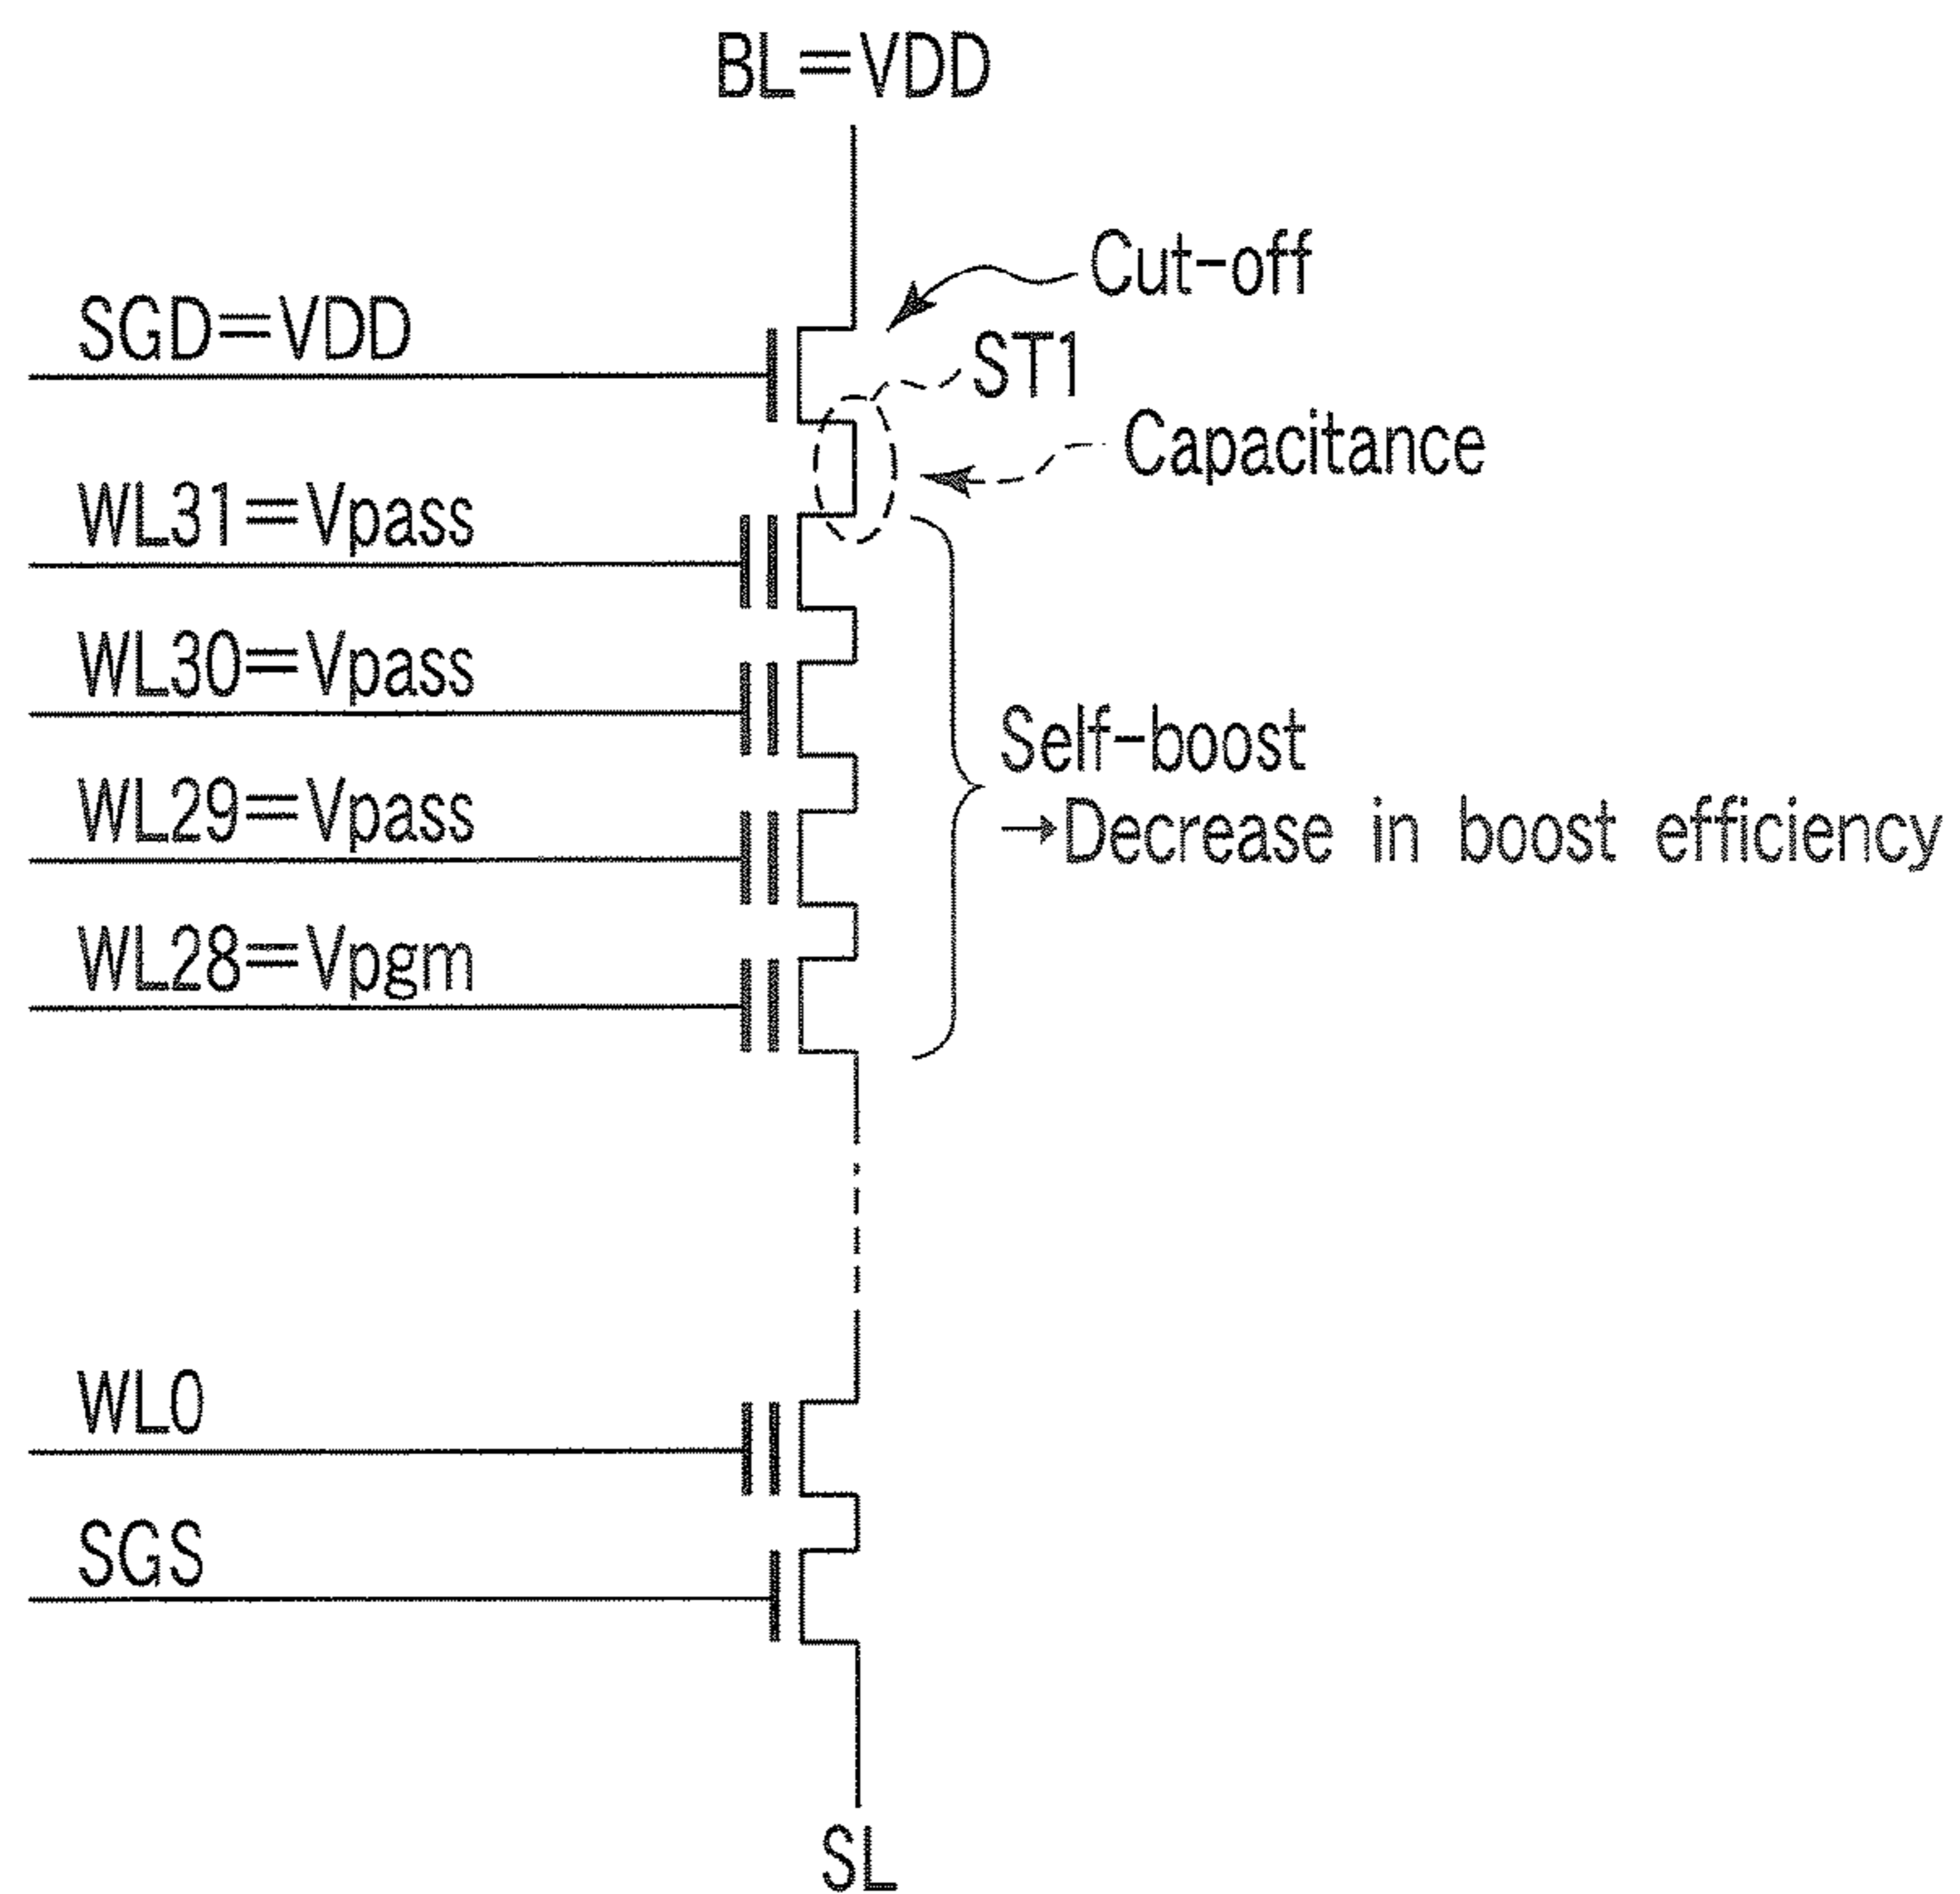 BL=VDD
Cut-off
SGD=VDD
ST1
Capacitance
WL31=Vpass
WL30=Vpass
Self-boost
WL29=Vpass
→Decrease in boost efficiency
WL28=Vpgm
WL0
SGS
SL